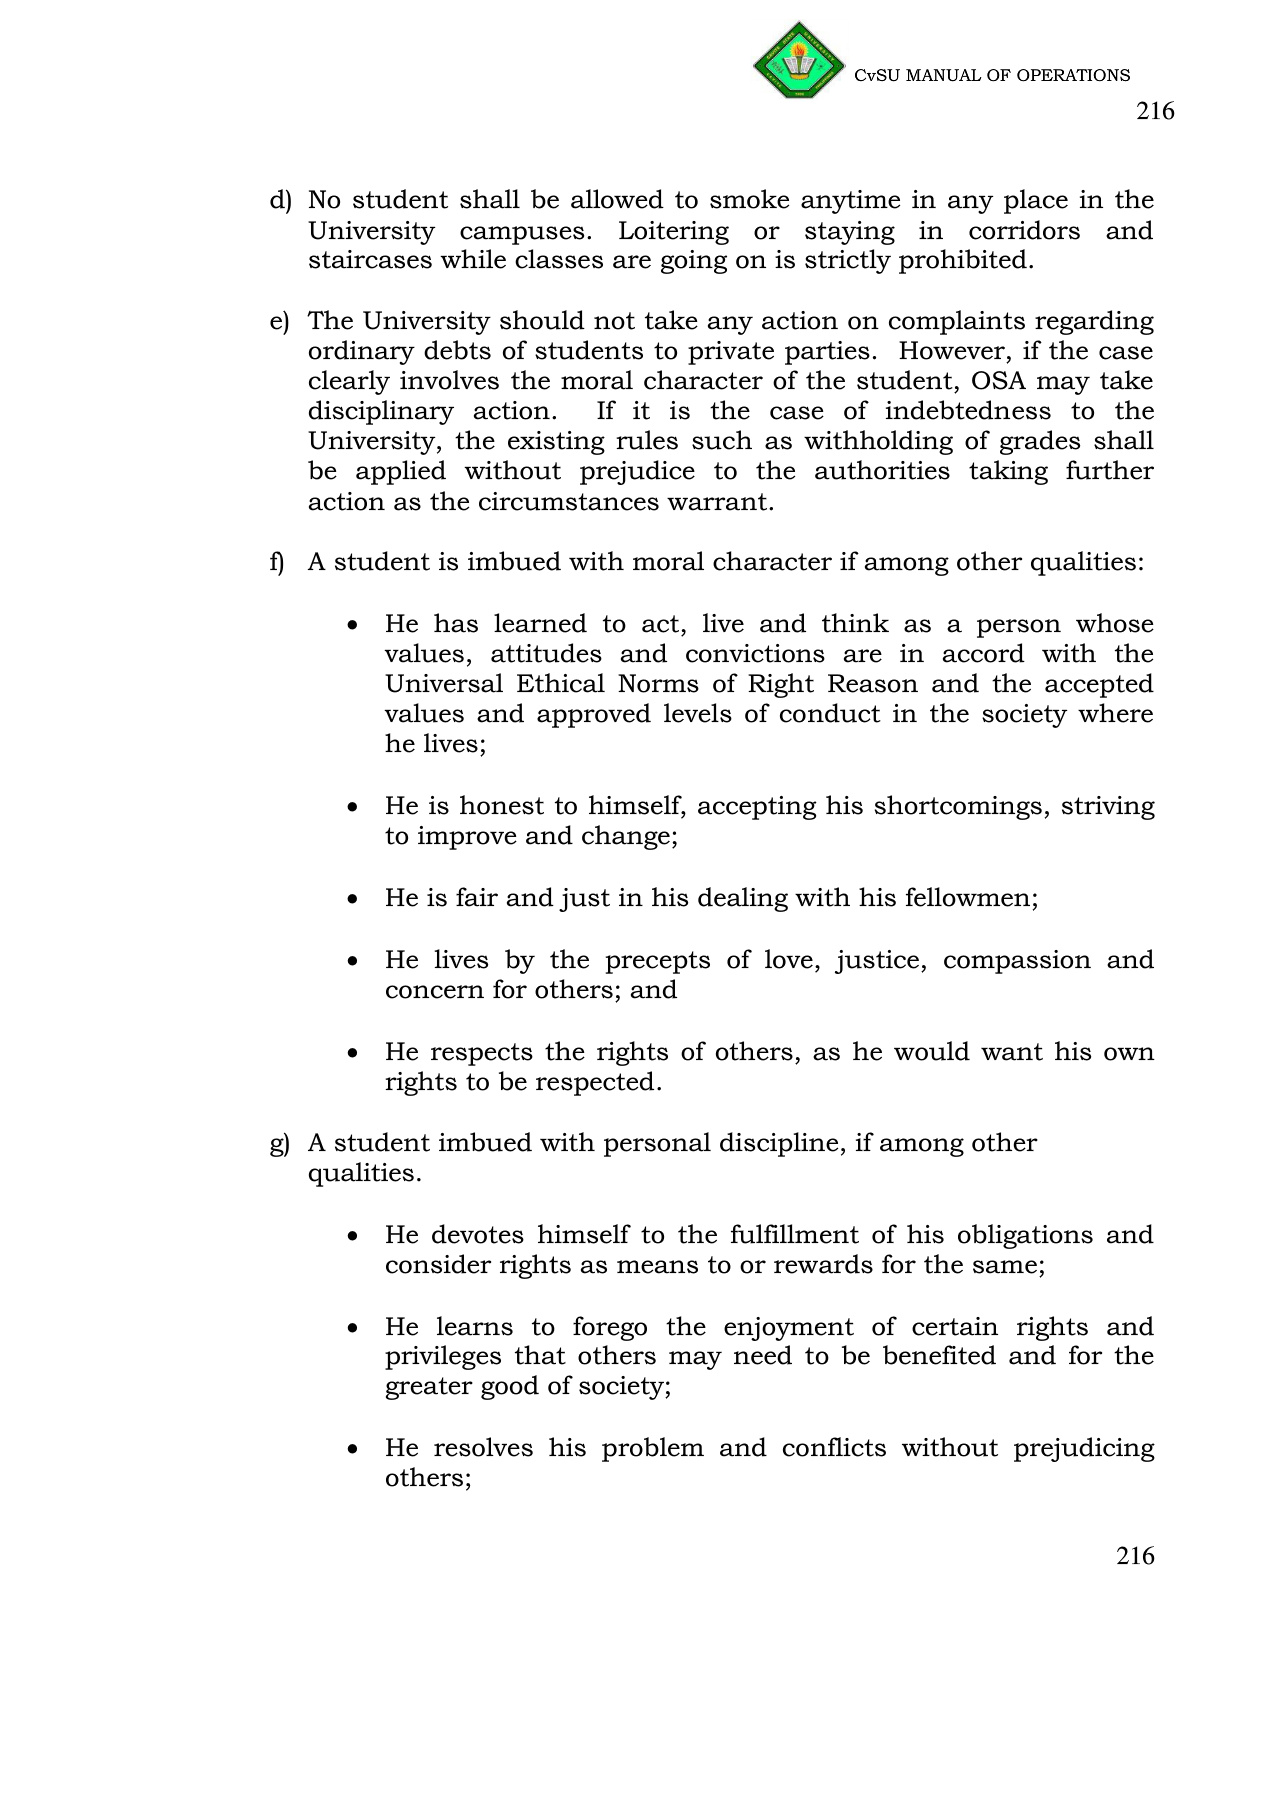 CvSU MANUAL OF OPERATIONS
216
d) No student shall be allowed to smoke anytime in any place in the
University campuses. Loitering or staying in corridors and
staircases while classes are going on is strictly prohibited.
e) The University should not take any action on complaints regarding
ordinary debts of students to private parties. However, if the case
clearly involves the moral character of the student, OSA may take
disciplinary action. If it is the case of indebtedness to the
University, the existing rules such as withholding of grades shall
be applied without prejudice to the authorities taking further
action as the circumstances warrant.
f) A student is imbued with moral character if among other qualities:
• He has learned to act, live and think as a person whose
values, attitudes and convictions are in accord with the
Universal Ethical Norms of Right Reason and the accepted
values and approved levels of conduct in the society where
he lives;
• He is honest to himself, accepting his shortcomings, striving
to improve and change;
• He is fair and just in his dealing with his fellowmen;
• He lives by the precepts of love, justice, compassion and
concern for others; and
• He respects the rights of others, as he would want his own
rights to be respected.
g) A student imbued with personal discipline, if among other
qualities.
• He devotes himself to the fulfillment of his obligations and
consider rights as means to or rewards for the same;
• He learns to forego the enjoyment of certain rights and
privileges that others may need to be benefited and for the
greater good of society;
• He resolves his problem and conflicts without prejudicing
others;
216